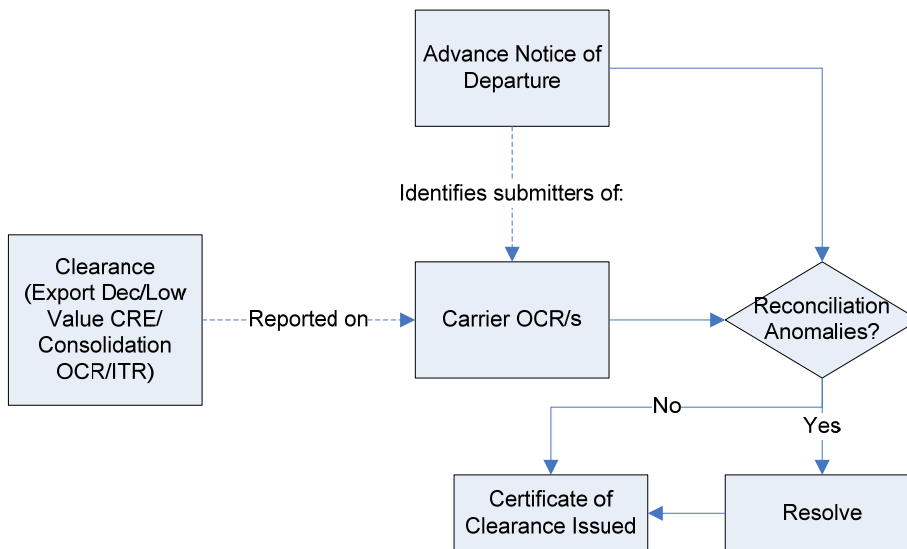 Advance Notice of
Departure
Identifies submitters of:
Clearance
(Export Dec/Low
Value CRE/
Consolidation
OCR/ITR)
Reported on
Carrier OCR/s
Reconciliation
Anomalies?
No
Yes
Certificate of
Clearance Issued
Resolve